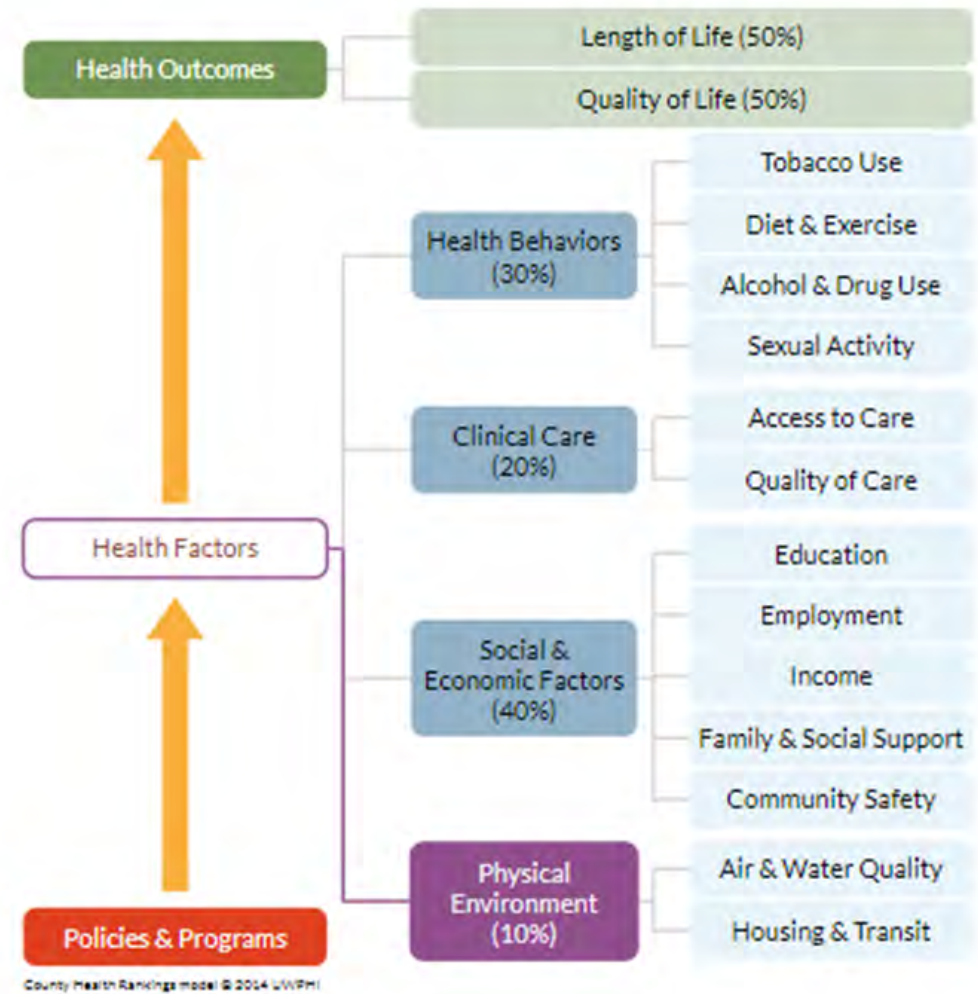 Health Outcomes
Length of Life (50%)
Quality of Life (50%)
Health Behaviors
(30%)
Tobacco Use
Diet & Exercise
Alcohol & Drug Use
Sexual Activity
Clinical Care
(20%)
Access to Care
Quality of Care
Health Factors
Social &
Economic Factors
(40%)
Education
Employment
Income
Family & Social Support
Community Safety
Physical
Environment
(10%)
Air & Water Quality
Housing & Transit
Policies & Programs
County Health Rankings model © 2014 UWPHI